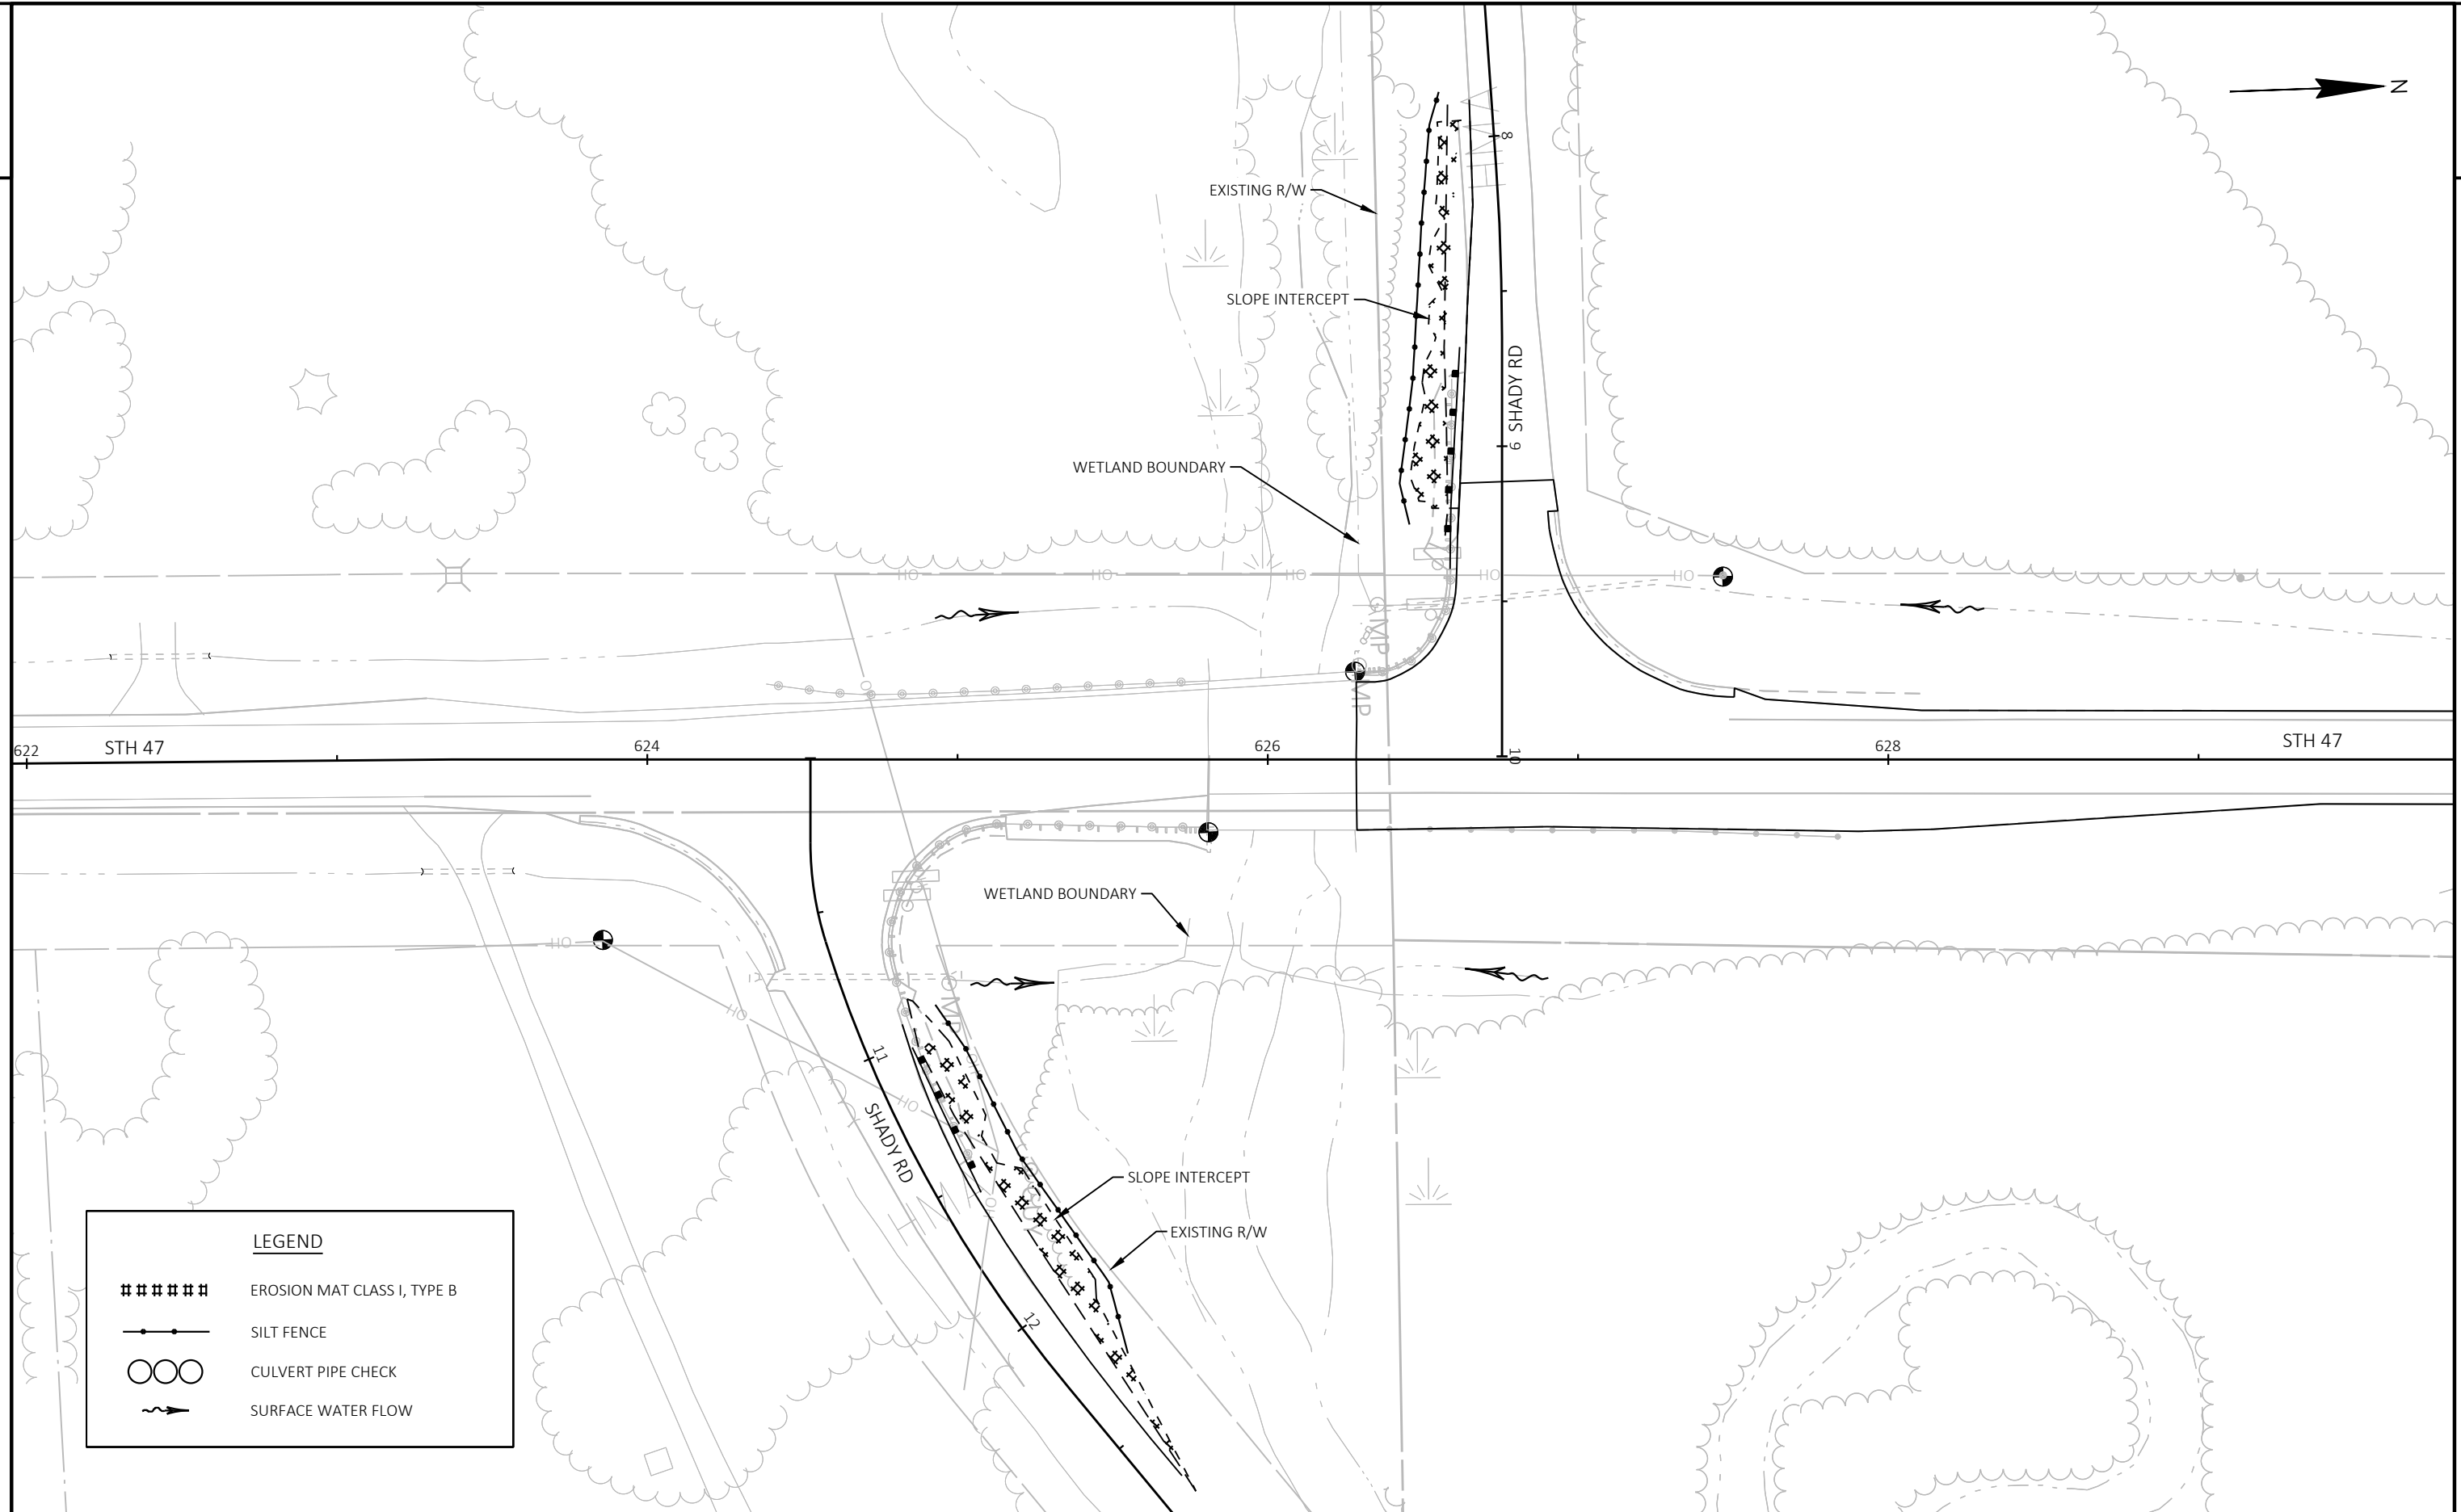 N
8
EXISTING R/W
SLOPE INTERCEPT
SHADY RD
9
WETLAND BOUNDARY
HO
HO
HO
HO
HO
622
STH 47
624
626
10
628
STH 47
WETLAND BOUNDARY
HO
HO
11
HO
SHADY RD
SLOPE INTERCEPT
EXISTING R/W
12
LEGEND
EROSION MAT CLASS I, TYPE B
SILT FENCE
CULVERT PIPE CHECK
SURFACE WATER FLOW